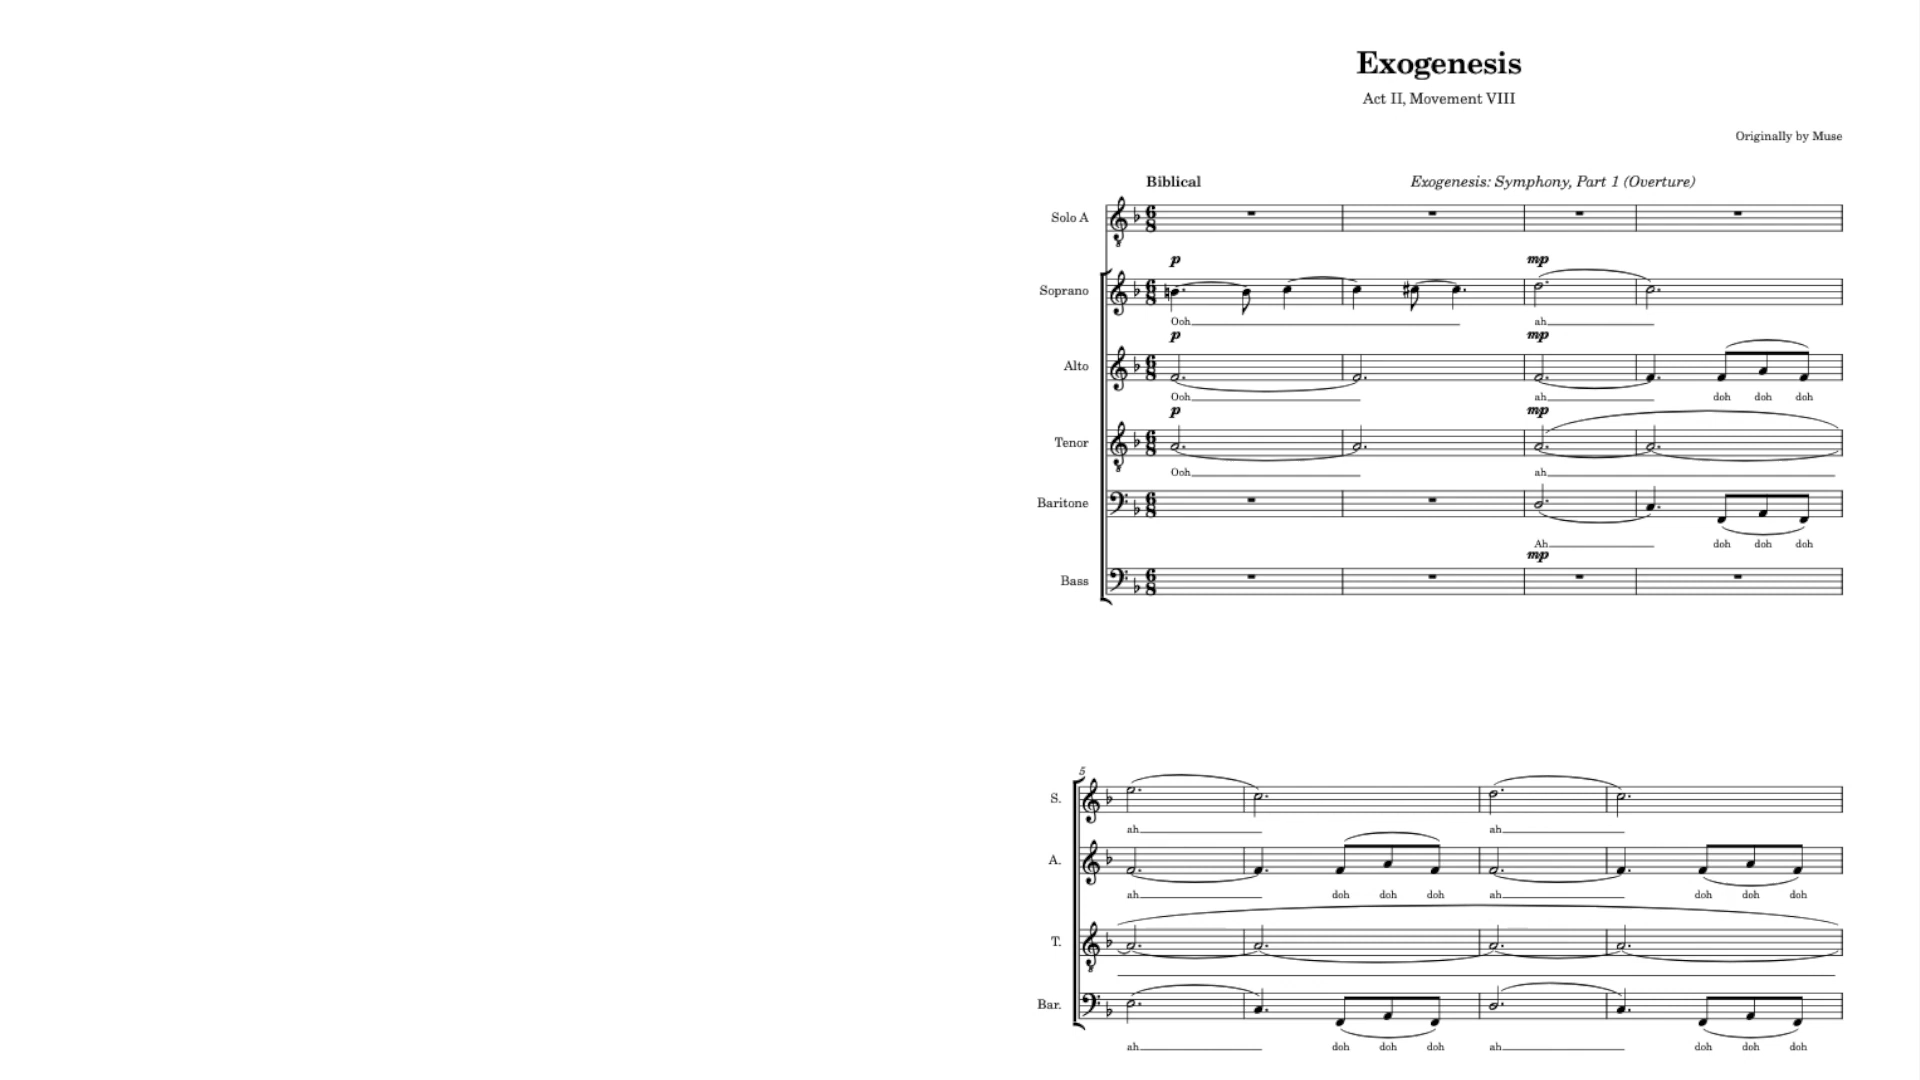 Exogenesis
Act II, Movement VIII
Originally by Muse
Biblical
Exogenesis: Symphony, Part 1 (Overture)
Solo A
p mp
Soprano
Ooh ah
p mp
Alto
Ooh ah doh doh doh
p mp
Tenor
Ooh ah
Baritone
Ah doh doh doh
mp
Bass
5
S.
ah ah
A.
ah doh doh doh ah doh doh doh
T.
Bar.
ah doh doh doh ah doh doh doh